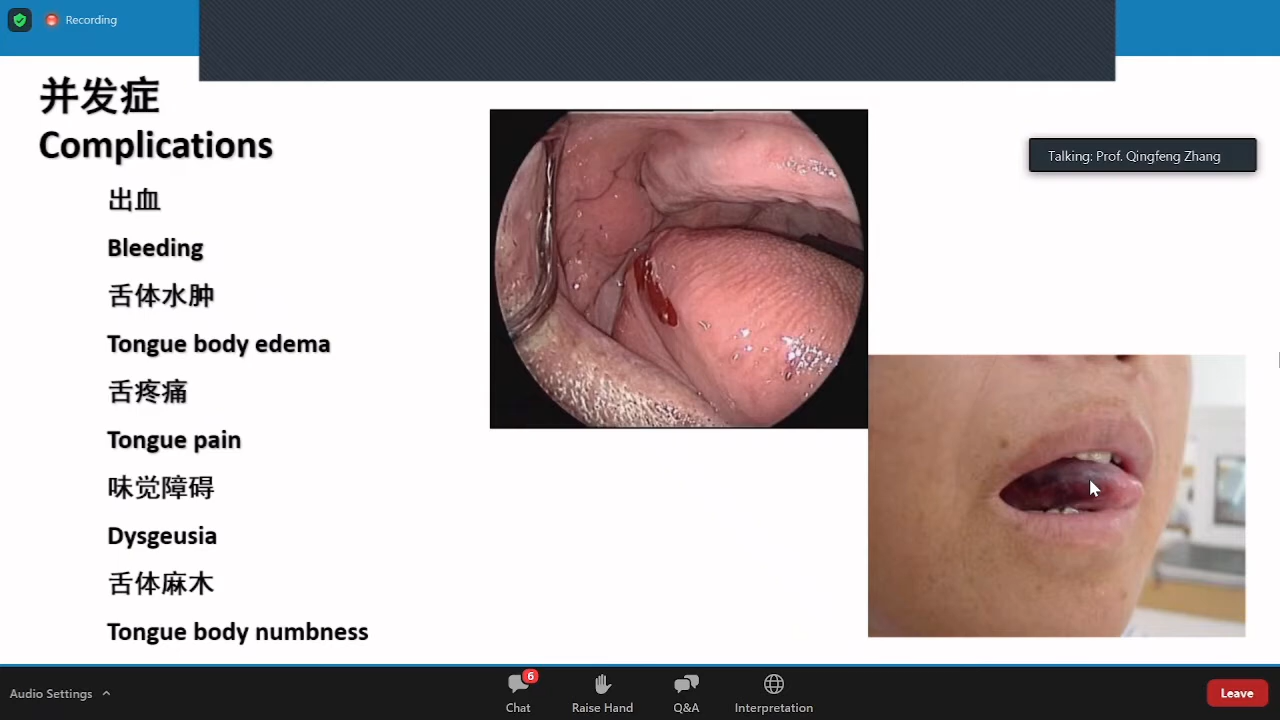 Recording
并发症
Complications
出血
Bleeding
舌体水肿
Tongue body edema
舌疼痛
Tongue pain
味觉障碍
Dysgeusia
舌体麻木
Tongue body numbness
Talking: Prof. Qingfeng Zhang
Audio Settings
6
Chat
Raise Hand
Q&A
Interpretation
Leave